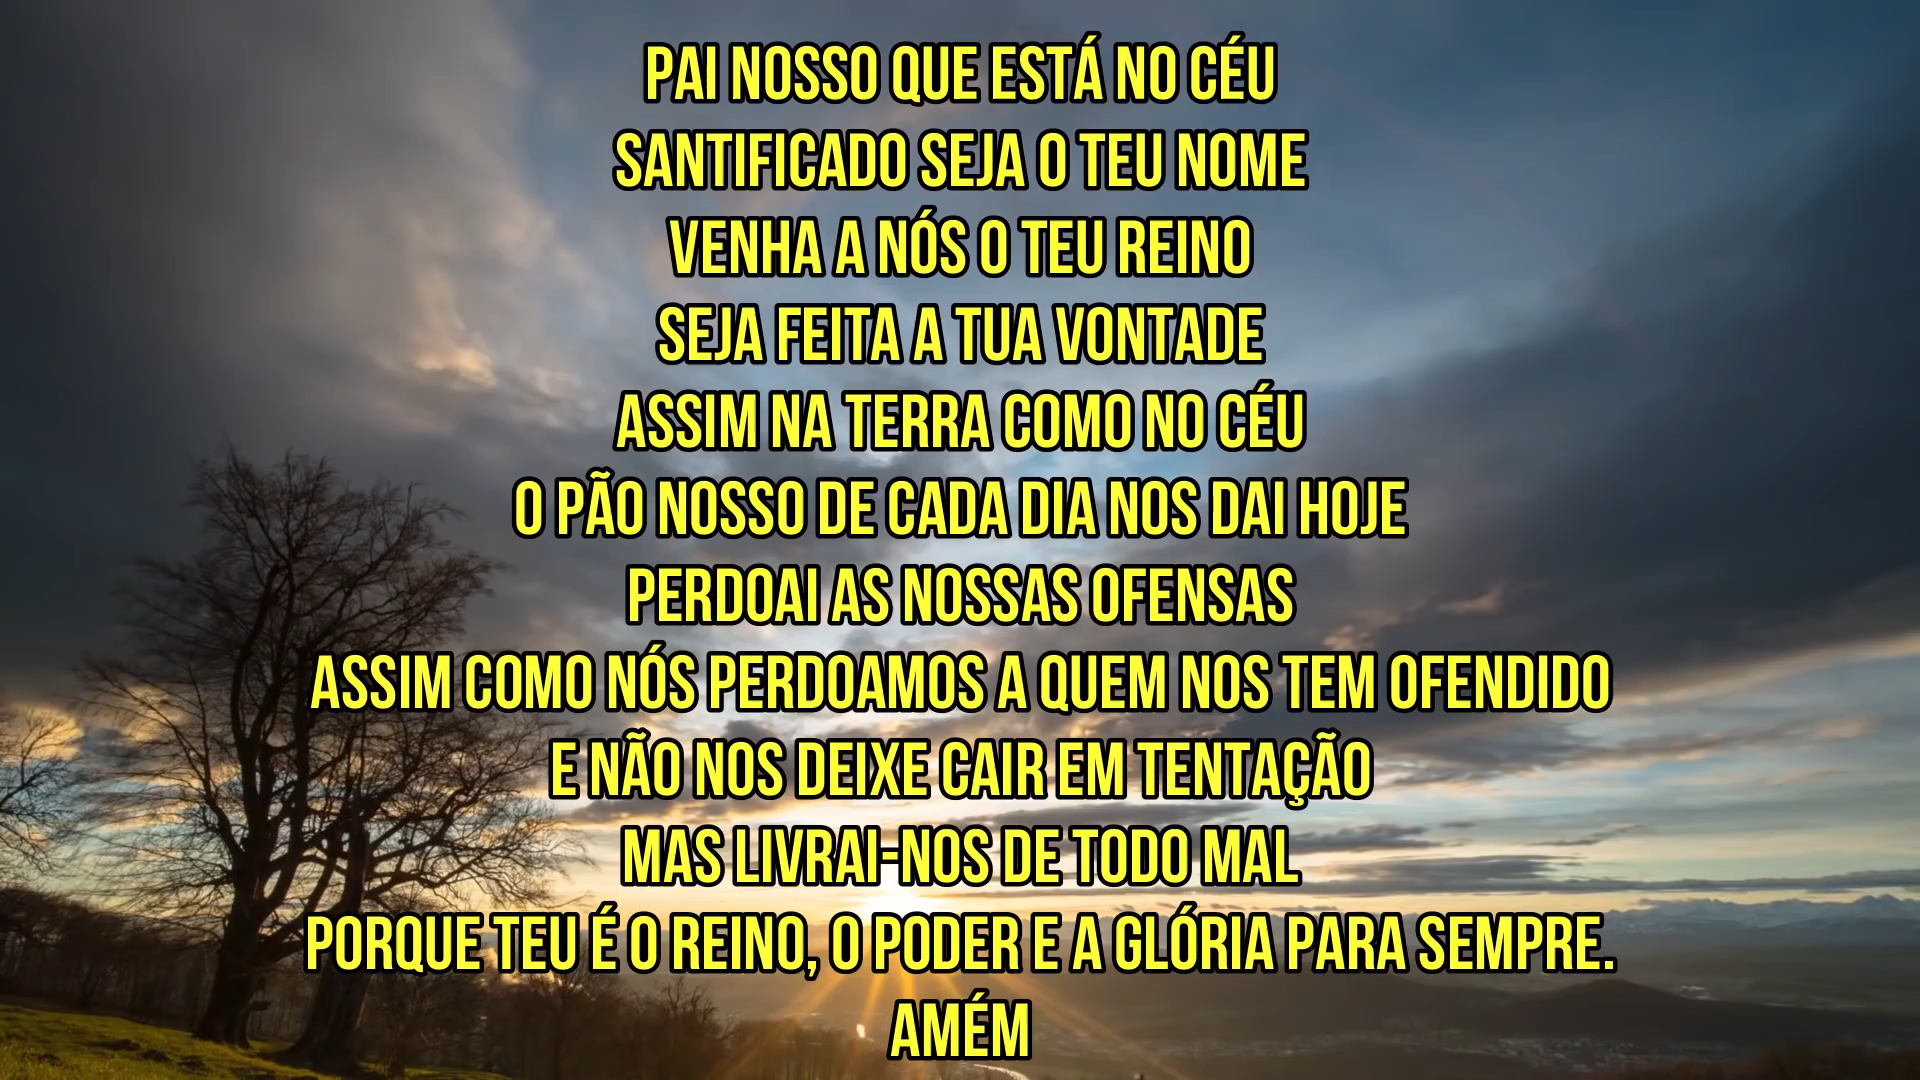 PAI NOSSO QUE ESTÁ NO CÉU
SANTIFICADO SEJA O TEU NOME
VENHA A NÓS O TEU REINO
SEJA FEITA A TUA VONTADE
ASSIM NA TERRA COMO NO CÉU
O PÃO NOSSO DE CADA DIA NOS DAI HOJE
PERDOAI AS NOSSAS OFENSAS
ASSIM COMO NÓS PERDOAMOS A QUEM NOS TEM OFENDIDO
E NÃO NOS DEIXE CAIR EM TENTAÇÃO
MAS LIVRAI-NOS DE TODO MAL
PORQUE TEU É O REINO, O PODER E A GLÓRIA PARA SEMPRE.
AMÉM